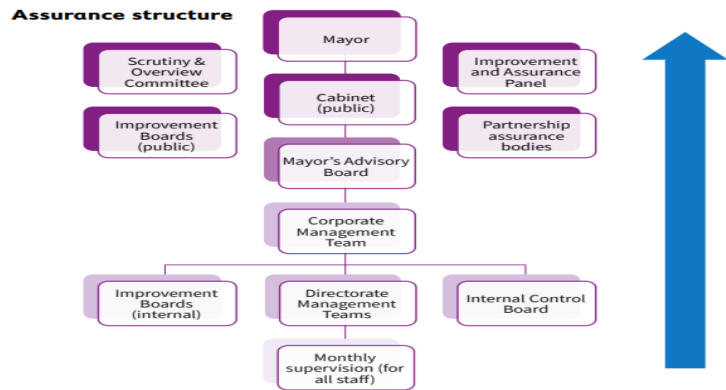 Assurance structure
Mayor
Scrutiny &
Overview
Committee
Improvement
and Assurance
Panel
Cabinet
(public)
Improvement
Boards
(public)
Partnership
assurance
bodies
Mayor's Advisory
Board
Corporate
Management
Team
Improvement
Boards
(internal)
Directorate
Management
Teams
Internal Control
Board
Monthly
supervision (for
all staff)